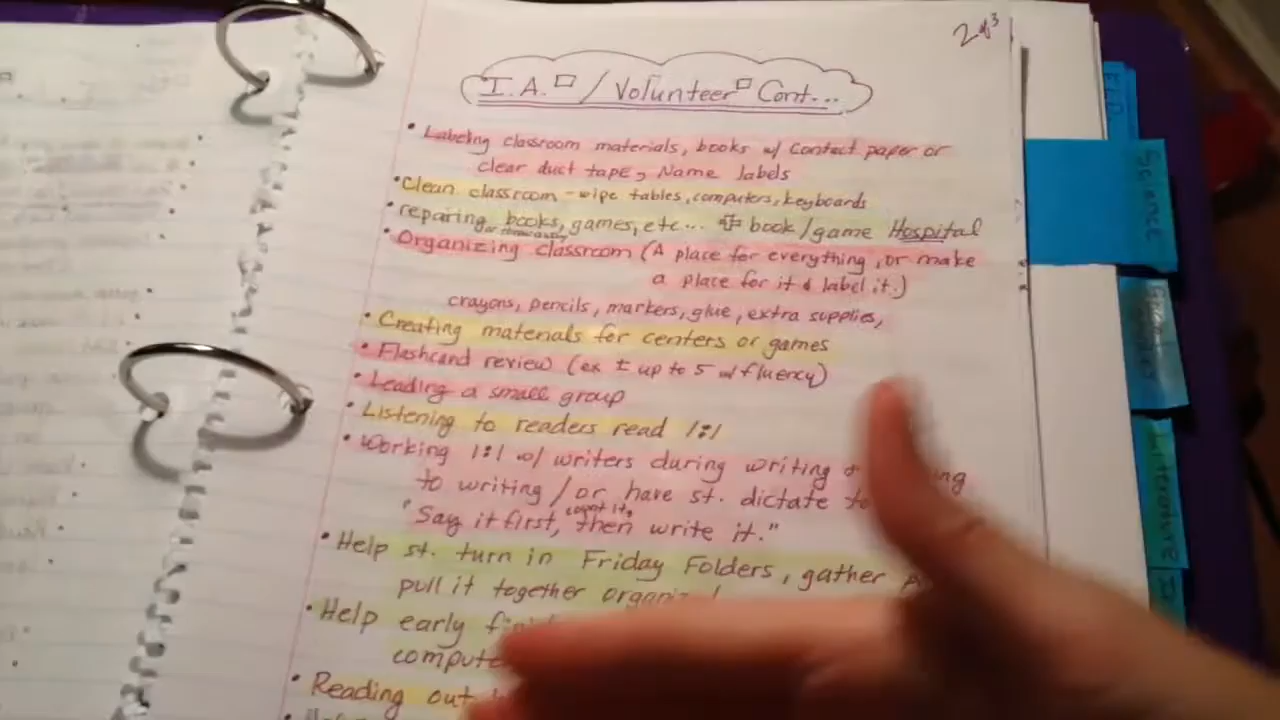 2 of 3
I.A. / Volunteer Cont...
• Labeling classroom materials, books w/ contact paper or
clear duct tape, Name labels
• Clean classroom - wipe tables, computers, keyboards
• repairing books, games, etc... book/game Hospital
• Organizing classroom (A place for everything, or make
a place for it & label it.)
crayons, pencils, markers, glue, extra supplies,
• Creating materials for centers or games
• Flashcard review (ex ± up to 5 w/ fluency)
• Leading a small group
• Listening to readers read 1:1
• Working 1:1 w/ writers during writing
to writing / or have st. dictate
count it,
"Say it first, then write it."
• Help st. turn in Friday Folders, gather
pull it together
• Help early
• Reading out
SCIENCE